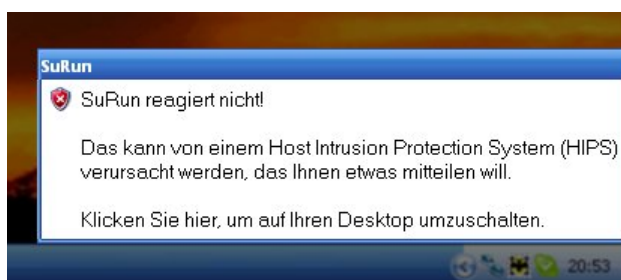 SuRun
SuRun reagiert nicht!
Das kann von einem Host Intrusion Protection System (HIPS)
verursacht werden, das Ihnen etwas mitteilen will.
Klicken Sie hier, um auf Ihren Desktop umzuschalten.
20:53